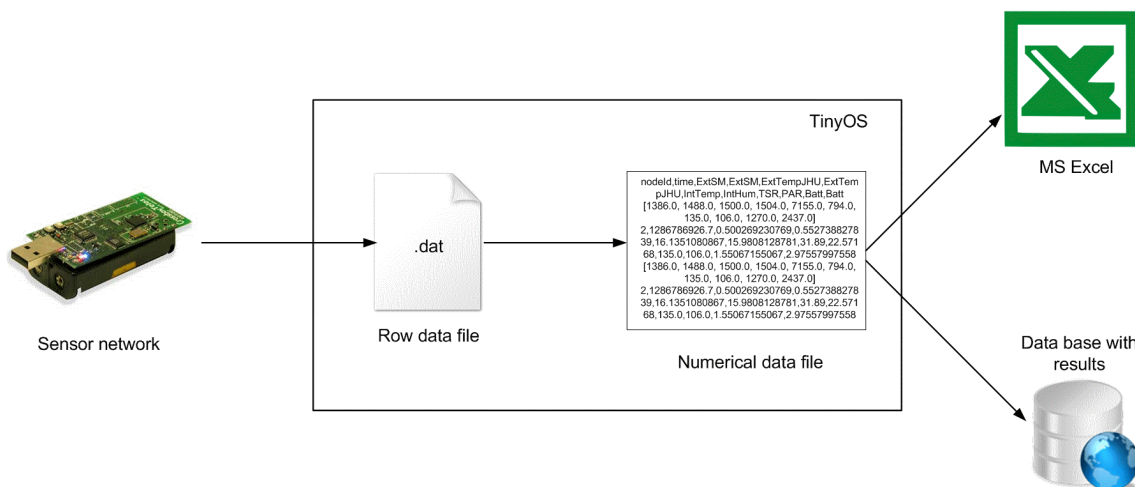 TinyOS
MS Excel
nodeId,time,ExtSM,ExtSM,ExtTempJHU,ExtTem
pJHU,IntTemp,IntHum,TSR,PAR,Batt,Batt
[1386.0, 1488.0, 1500.0, 1504.0, 7155.0, 794.0,
135.0, 106.0, 1270.0, 2437.0]
2,1286786926.7,0.500269230769,0.5527388278
39,16.1351080867,15.9808128781,31.89,22.571
68,135.0,106.0,1.55067155067,2.97557997558
[1386.0, 1488.0, 1500.0, 1504.0, 7155.0, 794.0,
135.0, 106.0, 1270.0, 2437.0]
2,1286786926.7,0.500269230769,0.5527388278
39,16.1351080867,15.9808128781,31.89,22.571
68,135.0,106.0,1.55067155067,2.97557997558
.dat
Sensor network
Row data file
Numerical data file
Data base with
results